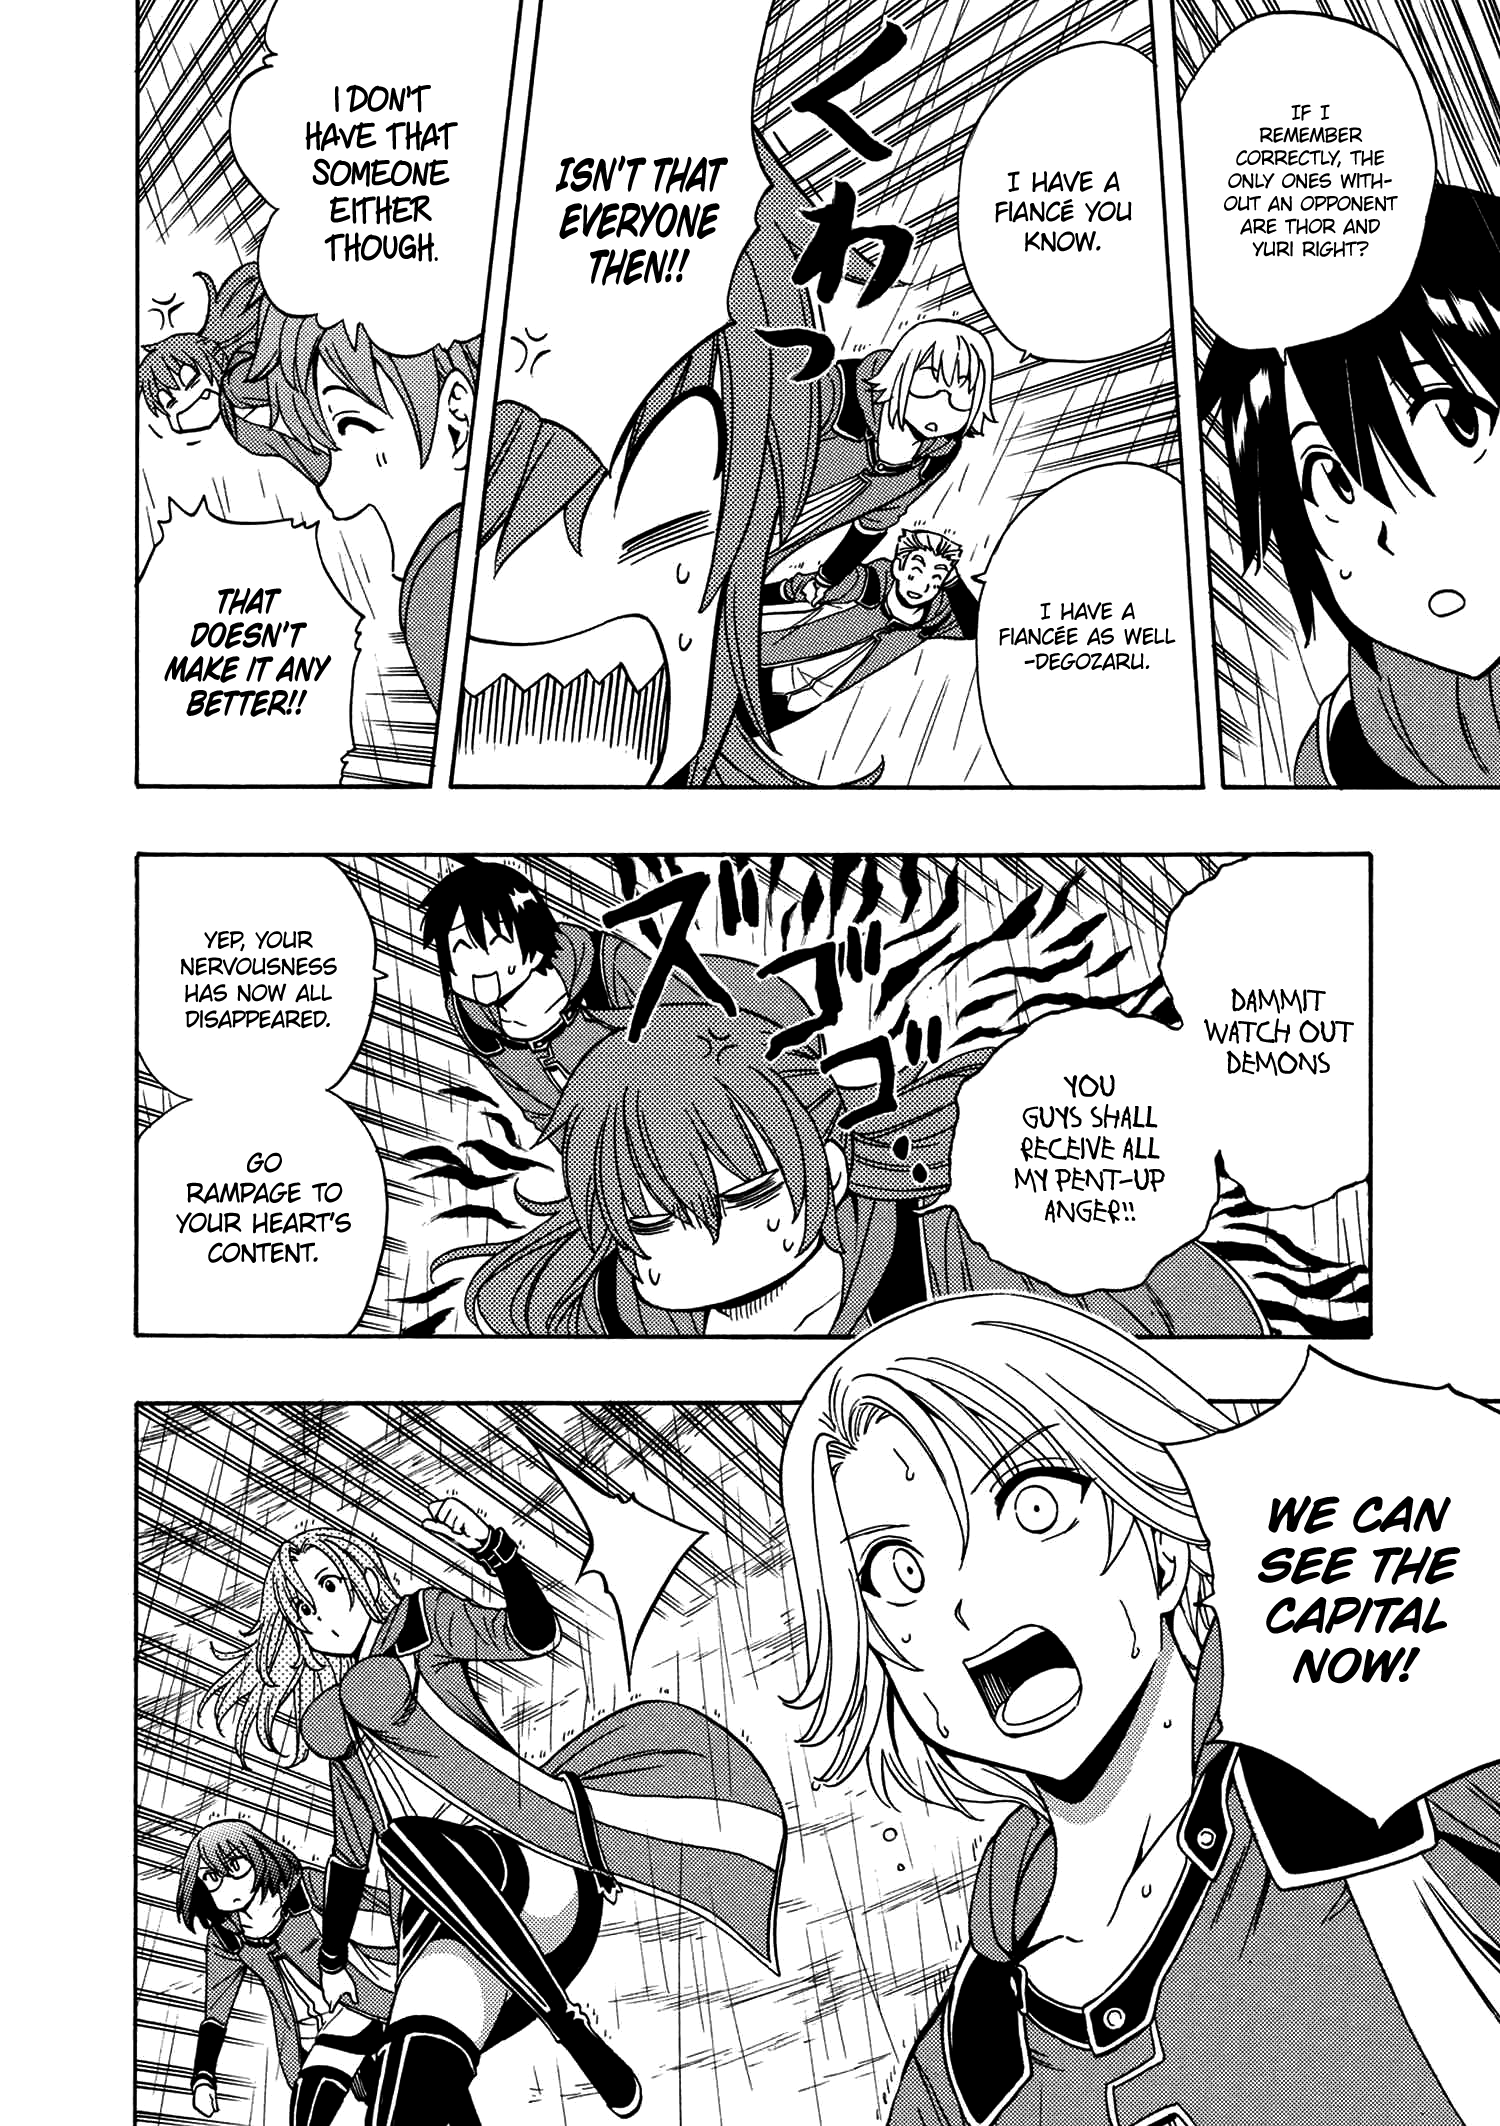 IF I
REMEMBER
CORRECTLY, THE
ONLY ONES WITH-
OUT AN OPPONENT
ARE THOR AND
YURI RIGHT?
I HAVE A
FIANCÉ YOU
KNOW.
I HAVE A
FIANCÉE AS WELL
-DEGOZARU.
くわっ
ISN'T THAT
EVERYONE
THEN!!
I DON'T
HAVE THAT
SOMEONE
EITHER
THOUGH.
THAT
DOESN'T
MAKE IT ANY
BETTER!!
DAMMIT
WATCH OUT
DEMONS
YOU
GUYS SHALL
RECEIVE ALL
MY PENT-UP
ANGER!!
ズゴゴ
YEP, YOUR
NERVOUSNESS
HAS NOW ALL
DISAPPEARED.
GO
RAMPAGE TO
YOUR HEART'S
CONTENT.
WE CAN
SEE THE
CAPITAL
NOW!